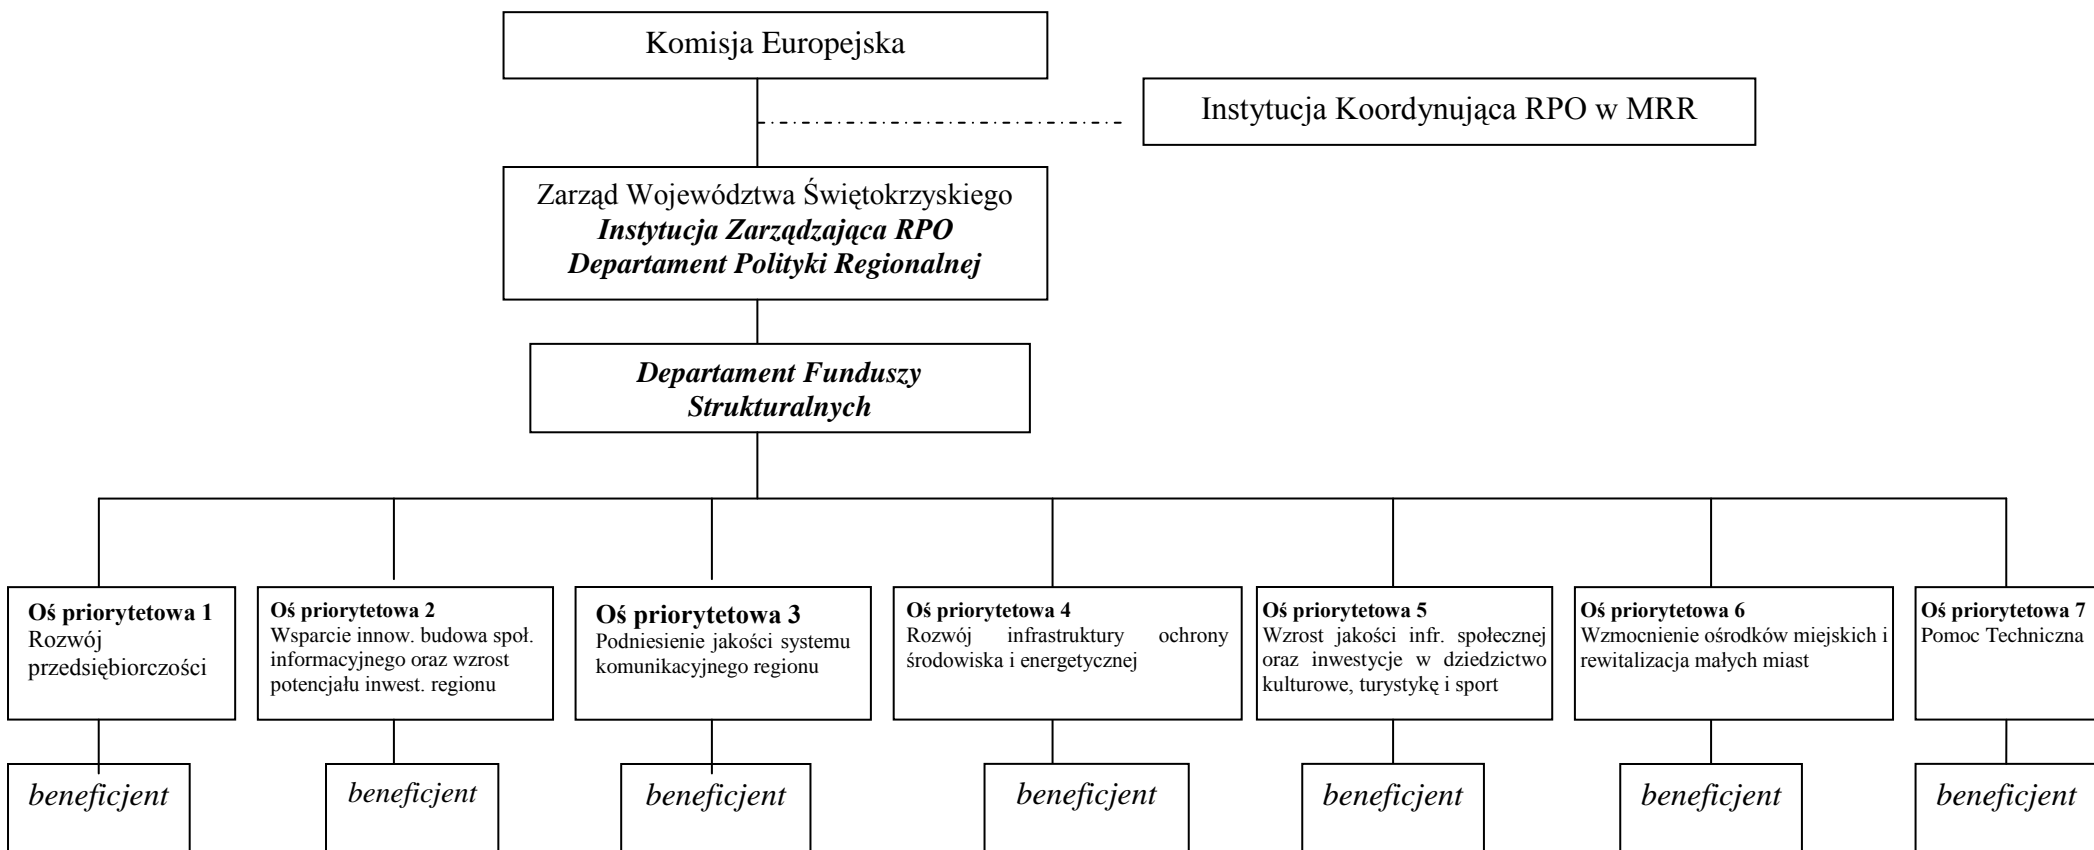 Komisja Europejska
Instytucja Koordynująca RPO w MRR
Zarząd Województwa Świętokrzyskiego
Instytucja Zarządzająca RPO
Departament Polityki Regionalnej
Departament Funduszy
Strukturalnych
Oś priorytetowa 1
Rozwój
przedsiębiorczości
Oś priorytetowa 2
Wsparcie innow. budowa społ.
informacyjnego oraz wzrost
potencjału inwest. regionu
Oś priorytetowa 3
Podniesienie jakości systemu
komunikacyjnego regionu
Oś priorytetowa 4
Rozwój infrastruktury ochrony
środowiska i energetycznej
Oś priorytetowa 5
Wzrost jakości infr. społecznej
oraz inwestycje w dziedzictwo
kulturowe, turystykę i sport
Oś priorytetowa 6
Wzmocnienie ośrodków miejskich i
rewitalizacja małych miast
Oś priorytetowa 7
Pomoc Techniczna
beneficjent
beneficjent
beneficjent
beneficjent
beneficjent
beneficjent
beneficjent